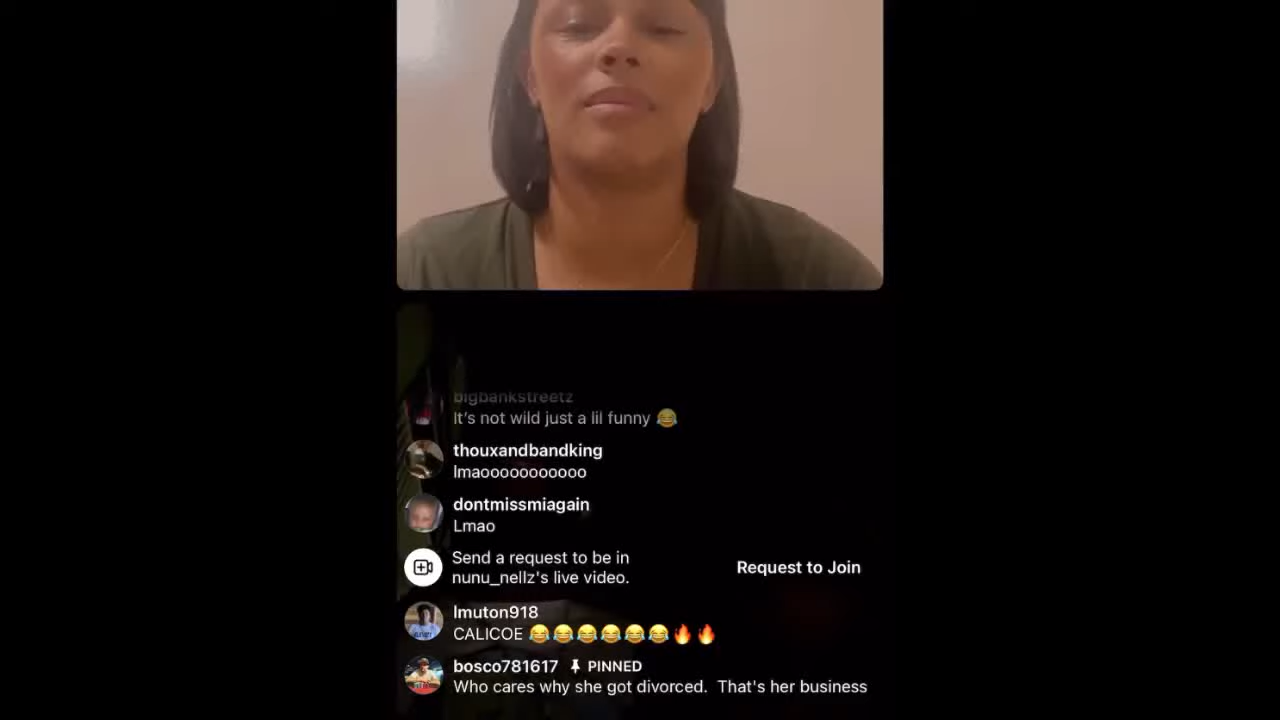 bigbankstreetz
It's not wild just a lil funny 😂
thouxandbandking
lmaooooooooooo
dontmissmiagain
Lmao
Send a request to be in
nunu_nellz's live video.
Request to Join
lmuton918
CALICOE 😂😂😂😂😂😂🔥🔥
bosco781617 📌 PINNED
Who cares why she got divorced.  That's her business